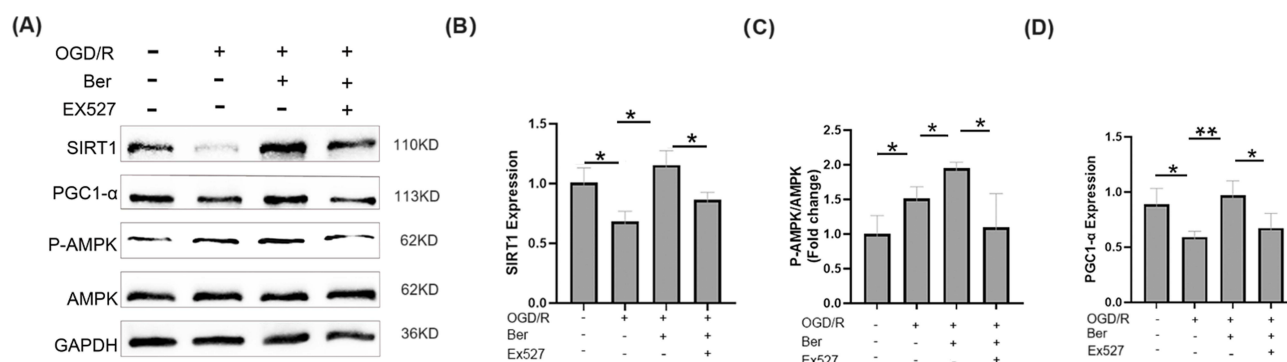 (A)
OGD/R - + + +
Ber - - + +
EX527 - - - +
SIRT1 110KD
PGC1-α 113KD
P-AMPK 62KD
AMPK 62KD
GAPDH 36KD
(B)
SIRT1 Expression
1.5
1.0
0.5
0.0
* * *
OGD/R - + + +
Ber - - + +
Ex527 - - - +
(C)
P-AMPK/AMPK
(Fold change)
2.5
2.0
1.5
1.0
0.5
0.0
* * *
OGD/R - + + +
Ber - - + +
Ex527 - - - +
(D)
PGC1-α Expression
1.5
1.0
0.5
0.0
* ** *
OGD/R - + + +
Ber - - + +
Ex527 - - - +